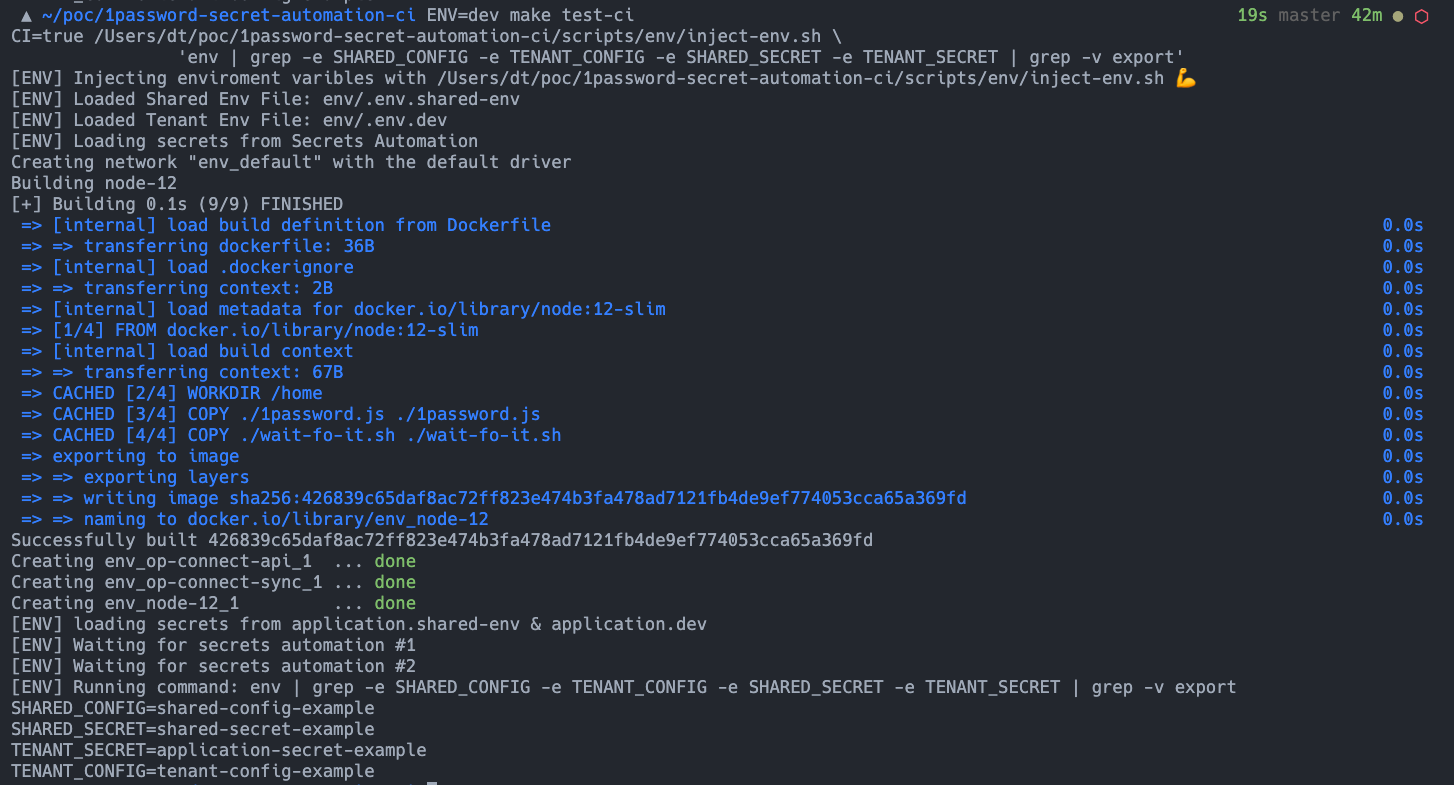 ▲ ~/poc/1password-secret-automation-ci ENV=dev make test-ci 19s master 42m
CI=true /Users/dt/poc/1password-secret-automation-ci/scripts/env/inject-env.sh \
'env | grep -e SHARED_CONFIG -e TENANT_CONFIG -e SHARED_SECRET -e TENANT_SECRET | grep -v export'
[ENV] Injecting enviroment varibles with /Users/dt/poc/1password-secret-automation-ci/scripts/env/inject-env.sh 💪
[ENV] Loaded Shared Env File: env/.env.shared-env
[ENV] Loaded Tenant Env File: env/.env.dev
[ENV] Loading secrets from Secrets Automation
Creating network "env_default" with the default driver
Building node-12
[+] Building 0.1s (9/9) FINISHED
=> [internal] load build definition from Dockerfile 0.0s
=> => transferring dockerfile: 36B 0.0s
=> [internal] load .dockerignore 0.0s
=> => transferring context: 2B 0.0s
=> [internal] load metadata for docker.io/library/node:12-slim 0.0s
=> [1/4] FROM docker.io/library/node:12-slim 0.0s
=> [internal] load build context 0.0s
=> => transferring context: 67B 0.0s
=> CACHED [2/4] WORKDIR /home 0.0s
=> CACHED [3/4] COPY ./1password.js ./1password.js 0.0s
=> CACHED [4/4] COPY ./wait-fo-it.sh ./wait-fo-it.sh 0.0s
=> exporting to image 0.0s
=> => exporting layers 0.0s
=> => writing image sha256:426839c65daf8ac72ff823e474b3fa478ad7121fb4de9ef774053cca65a369fd 0.0s
=> => naming to docker.io/library/env_node-12 0.0s
Successfully built 426839c65daf8ac72ff823e474b3fa478ad7121fb4de9ef774053cca65a369fd
Creating env_op-connect-api_1 ... done
Creating env_op-connect-sync_1 ... done
Creating env_node-12_1 ... done
[ENV] loading secrets from application.shared-env & application.dev
[ENV] Waiting for secrets automation #1
[ENV] Waiting for secrets automation #2
[ENV] Running command: env | grep -e SHARED_CONFIG -e TENANT_CONFIG -e SHARED_SECRET -e TENANT_SECRET | grep -v export
SHARED_CONFIG=shared-config-example
SHARED_SECRET=shared-secret-example
TENANT_SECRET=application-secret-example
TENANT_CONFIG=tenant-config-example